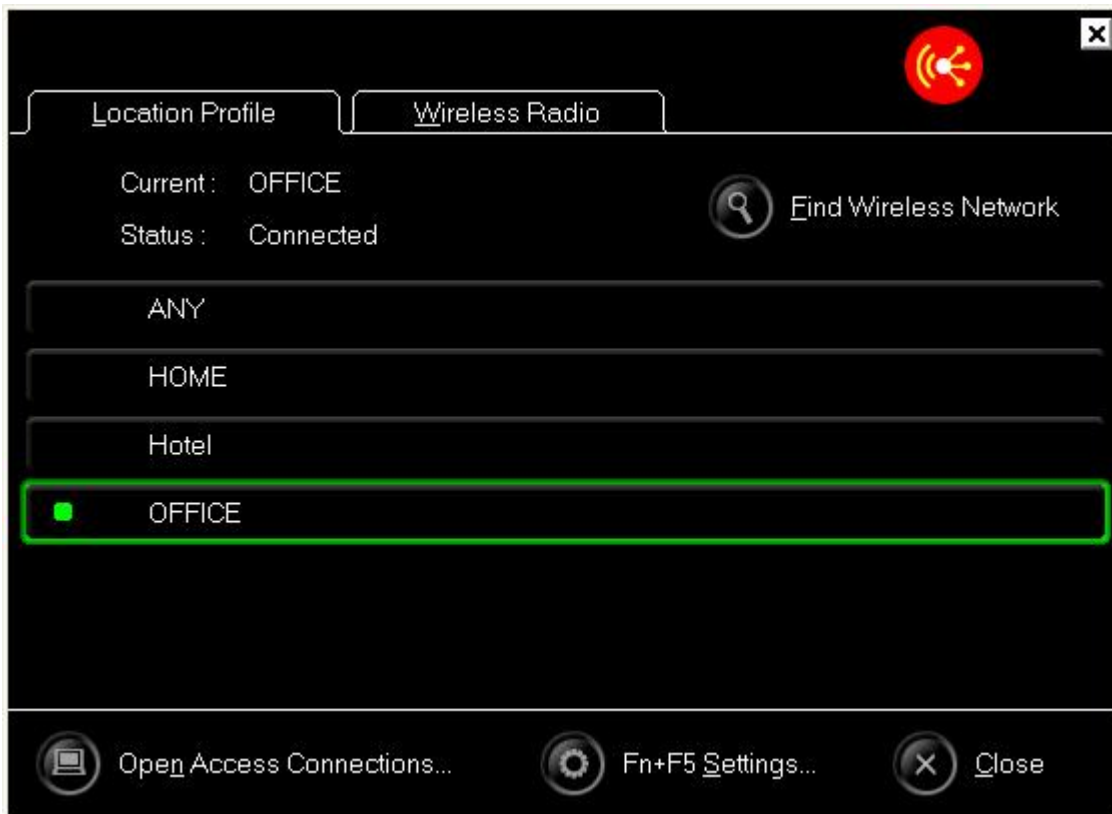 Location Profile
Wireless Radio
Current : OFFICE
Status : Connected
Find Wireless Network
ANY
HOME
Hotel
OFFICE
Open Access Connections...
Fn+F5 Settings...
Close